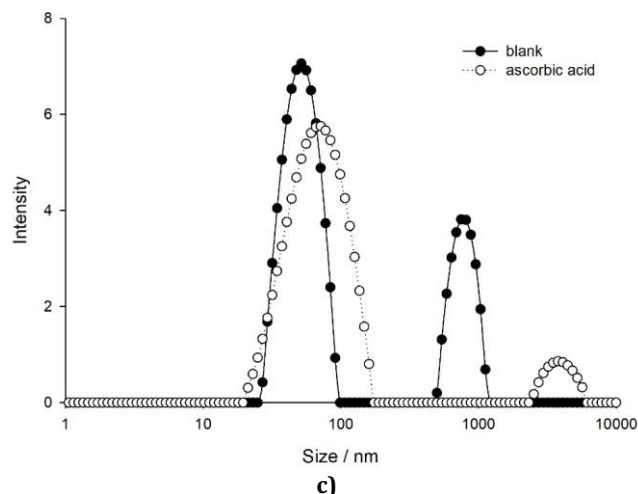 8
6
4
2
0
Intensity
blank
ascorbic acid
1
10
100
1000
10000
Size / nm
c)